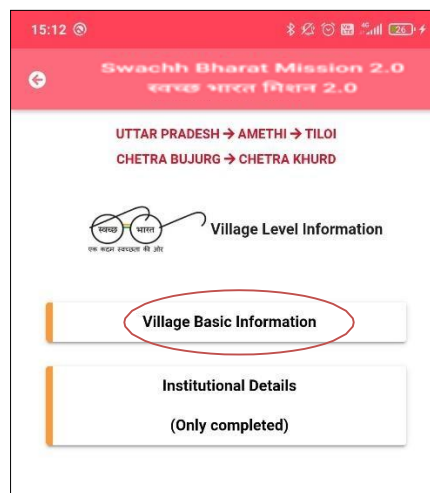 15:12
26
Swachh Bharat Mission 2.0
स्वच्छ भारत मिशन 2.0
UTTAR PRADESH → AMETHI → TILOI
CHETRA BUJURG → CHETRA KHURD
स्वच्छ भारत
एक कदम स्वच्छता की ओर
Village Level Information
Village Basic Information
Institutional Details
(Only completed)